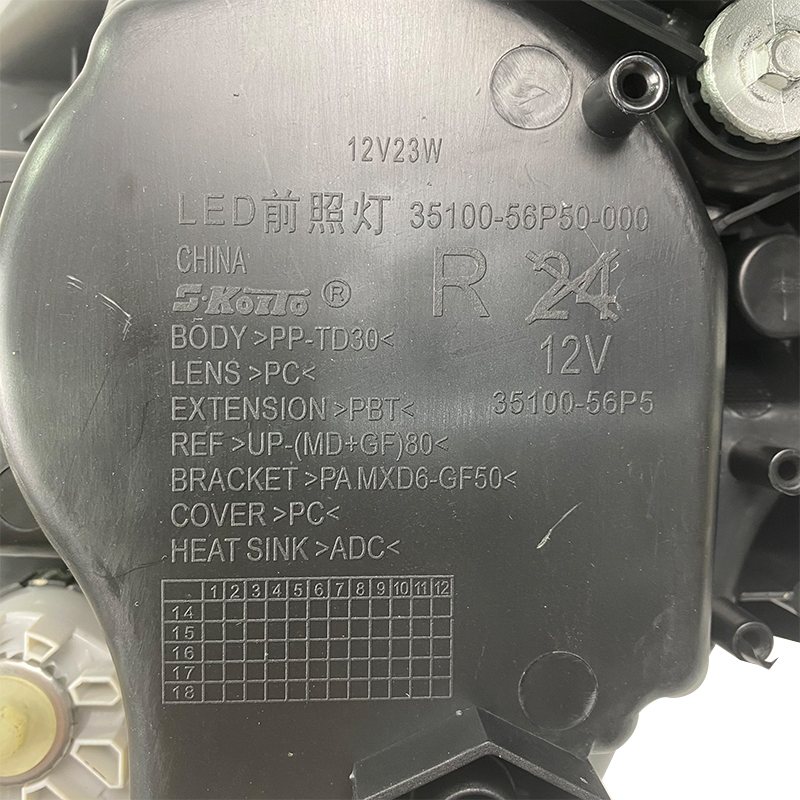 12V23W
LED前照灯 35100-56P50-000
CHINA
S·KOITO ® R 24
BODY >PP-TD30< 12V
LENS >PC<
EXTENSION >PBT< 35100-56P5
REF >UP-(MD+GF)80<
BRACKET >PA.MXD6-GF50<
COVER >PC<
HEAT SINK >ADC<
1 2 3 4 5 6 7 8 9 10 11 12
14
15
16
17
18